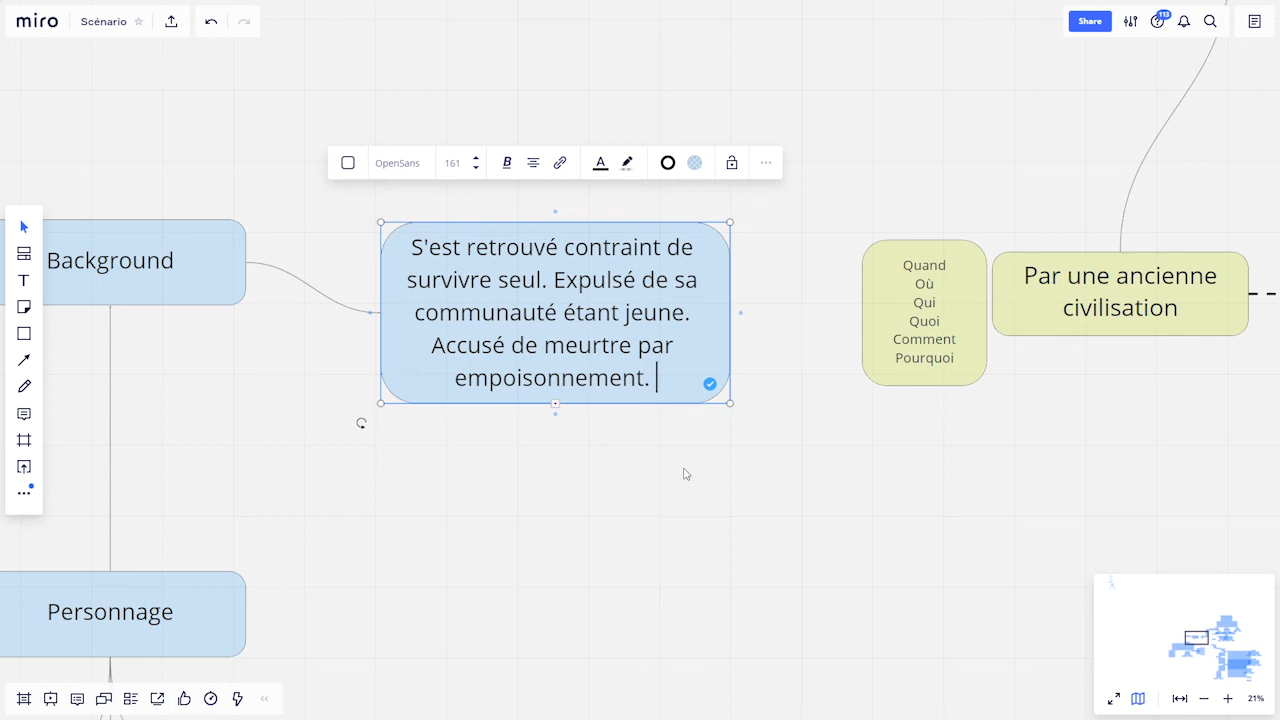 miro
Scénario
Share
113
OpenSans
161
B
A
T
Background
S'est retrouvé contraint de
survivre seul. Expulsé de sa
communauté étant jeune.
Accusé de meurtre par
empoisonnement.
Quand
Où
Qui
Quoi
Comment
Pourquoi
Par une ancienne
civilisation
Personnage
21%